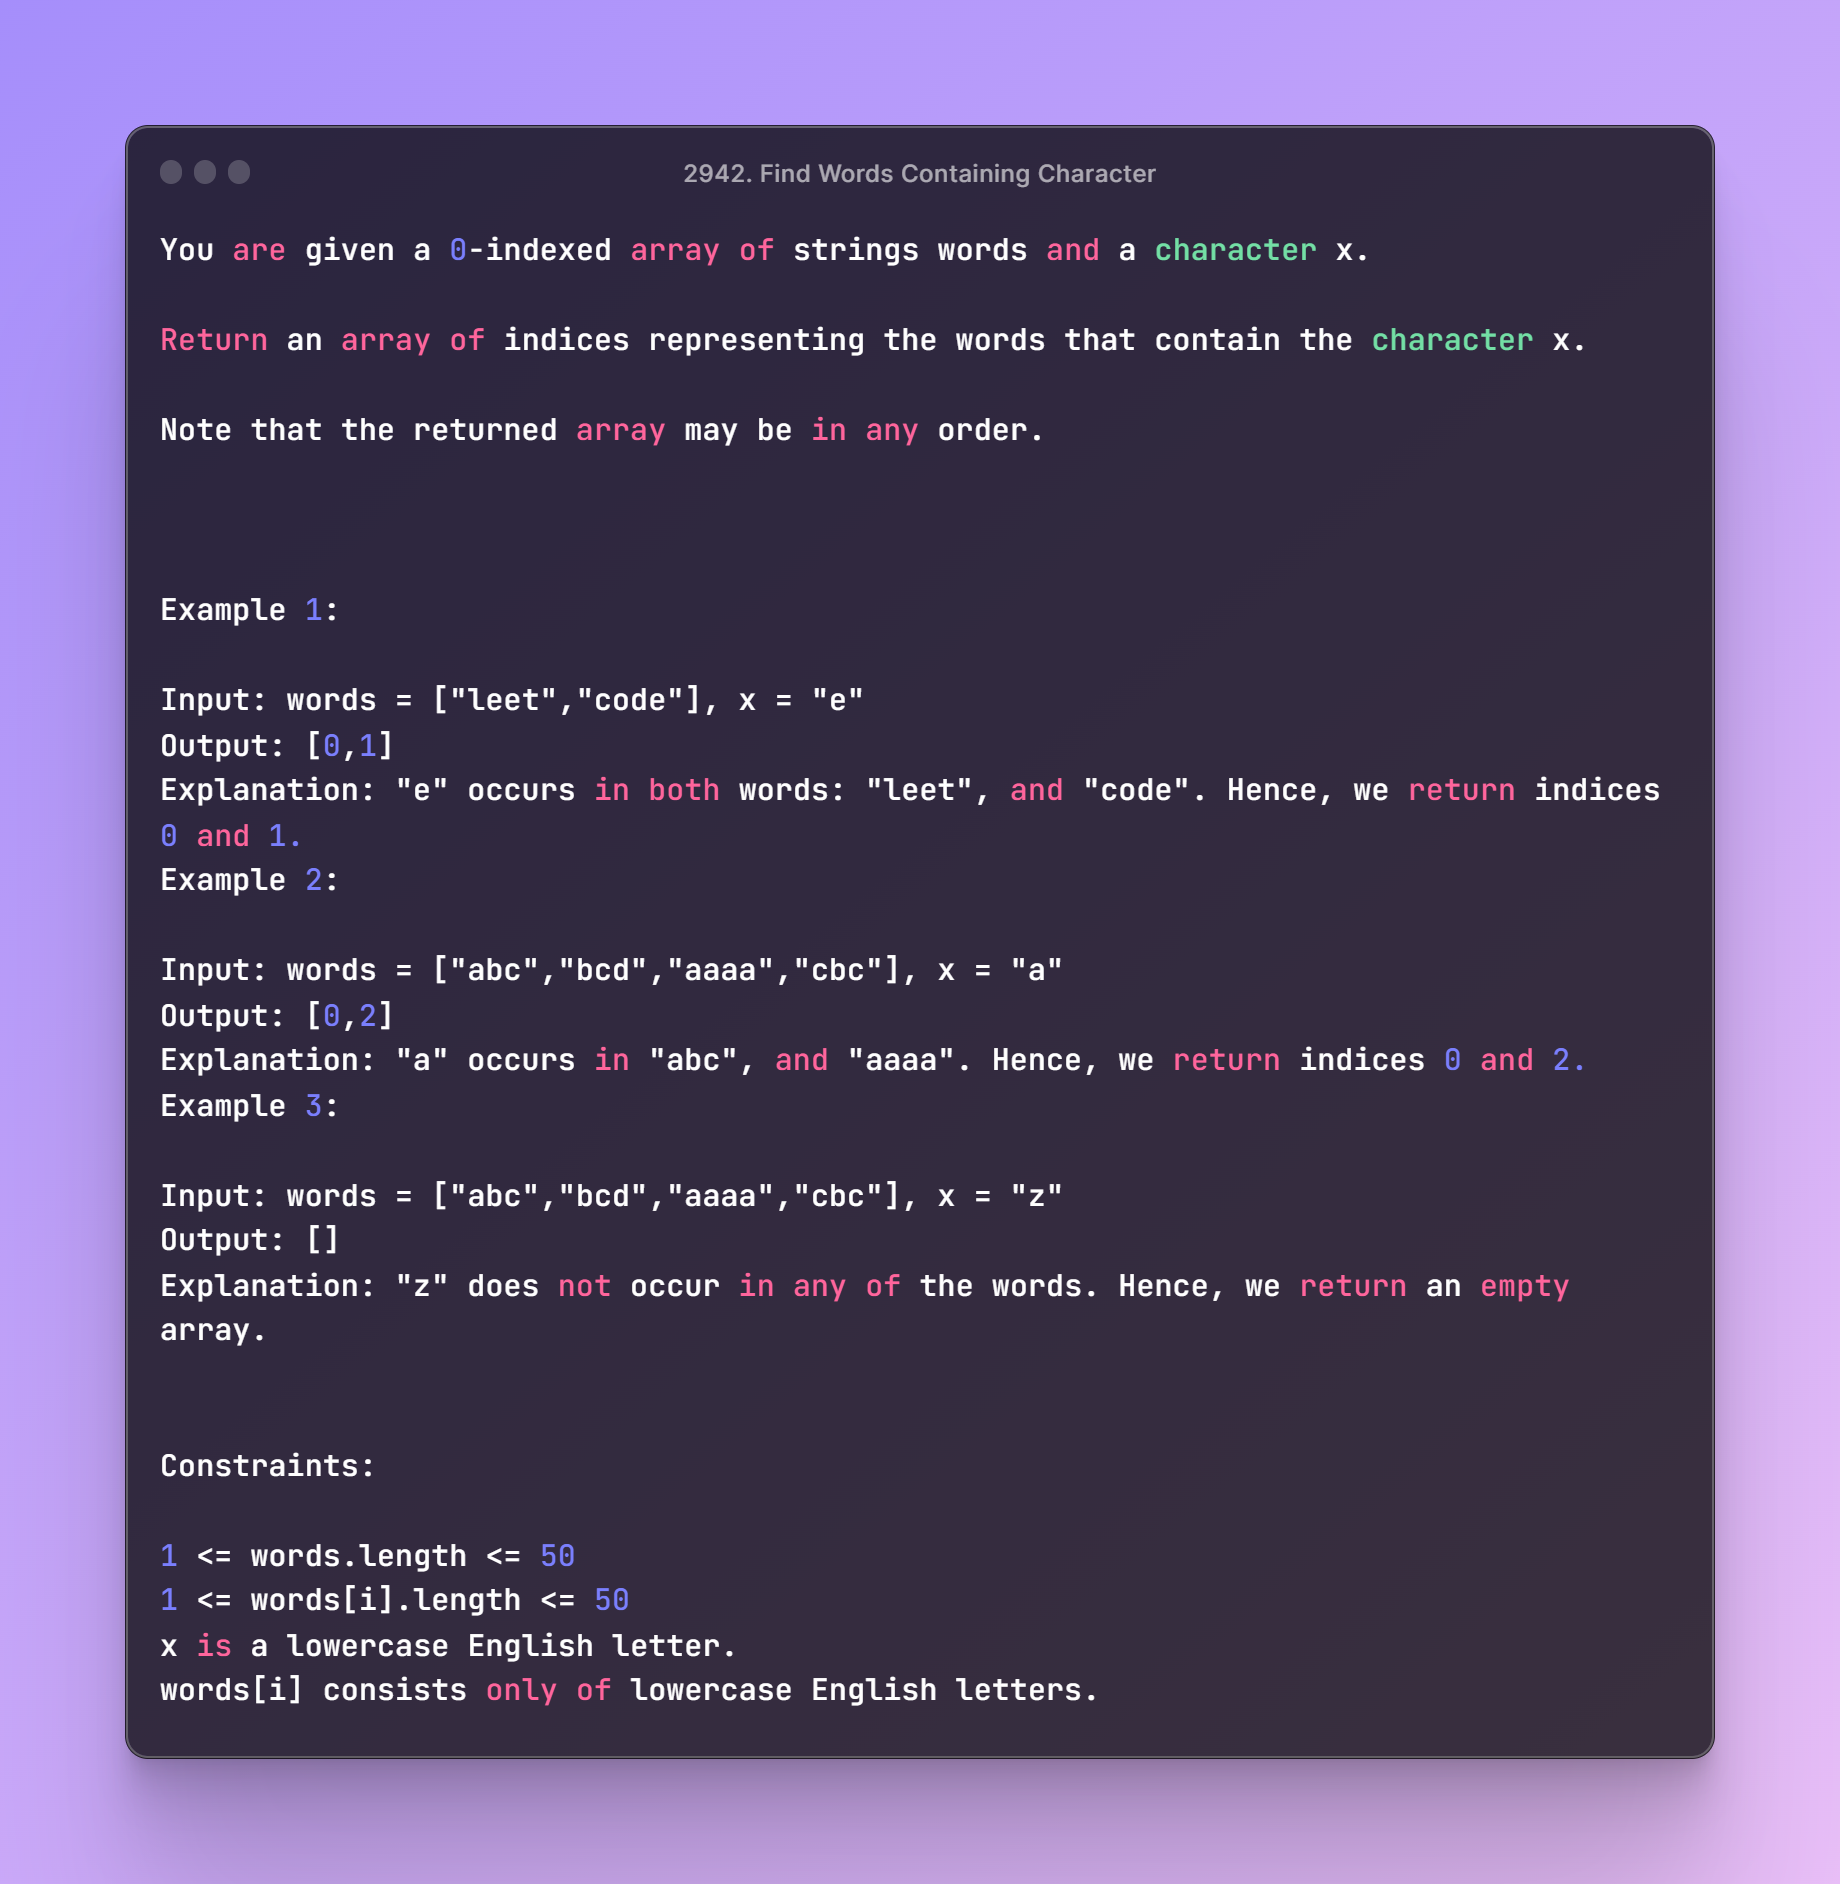 2942. Find Words Containing Character
You are given a 0-indexed array of strings words and a character x.
Return an array of indices representing the words that contain the character x.
Note that the returned array may be in any order.
Example 1:
Input: words = ["leet","code"], x = "e"
Output: [0,1]
Explanation: "e" occurs in both words: "leet", and "code". Hence, we return indices
0 and 1.
Example 2:
Input: words = ["abc","bcd","aaaa","cbc"], x = "a"
Output: [0,2]
Explanation: "a" occurs in "abc", and "aaaa". Hence, we return indices 0 and 2.
Example 3:
Input: words = ["abc","bcd","aaaa","cbc"], x = "z"
Output: []
Explanation: "z" does not occur in any of the words. Hence, we return an empty
array.
Constraints:
1 <= words.length <= 50
1 <= words[i].length <= 50
x is a lowercase English letter.
words[i] consists only of lowercase English letters.